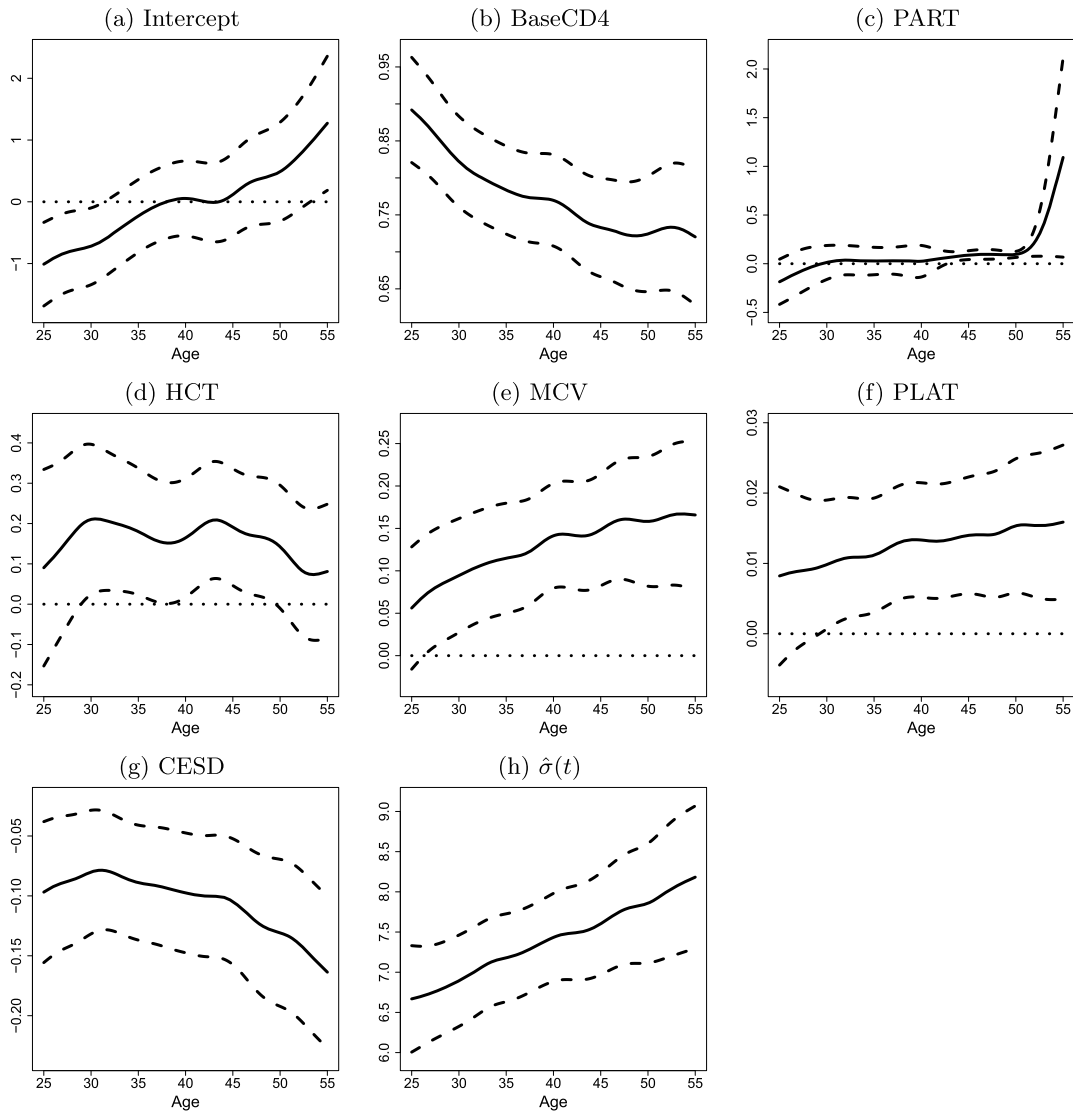 (a) Intercept
2
1
0
−1
25 30 35 40 45 50 55
Age
(b) BaseCD4
0.95
0.85
0.75
0.65
25 30 35 40 45 50 55
Age
(c) PART
2.0
1.5
1.0
0.5
0.0
−0.5
25 30 35 40 45 50 55
Age
(d) HCT
0.4
0.3
0.2
0.1
0.0
−0.1
−0.2
25 30 35 40 45 50 55
Age
(e) MCV
0.25
0.20
0.15
0.10
0.05
0.00
25 30 35 40 45 50 55
Age
(f) PLAT
0.03
0.02
0.01
0.00
25 30 35 40 45 50 55
Age
(g) CESD
−0.05
−0.10
−0.15
−0.20
25 30 35 40 45 50 55
Age
(h) σ̂(t)
9.0
8.5
8.0
7.5
7.0
6.5
6.0
25 30 35 40 45 50 55
Age